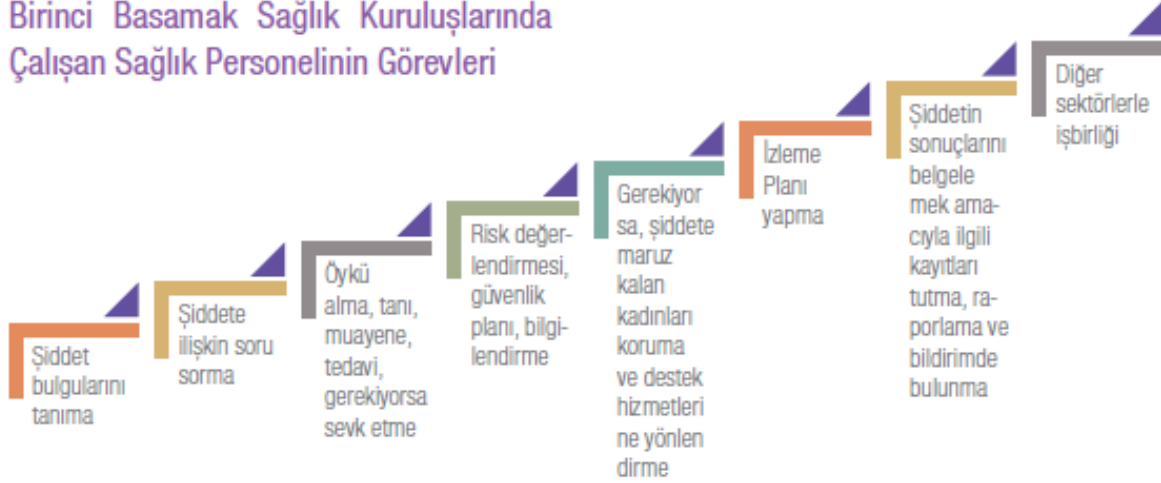 Birinci Basamak Sağlık Kuruluşlarında
Çalışan Sağlık Personelinin Görevleri
Şiddet
bulgularını
tanıma
Şiddete
ilişkin soru
sorma
Öykü
alma, tanı,
muayene,
tedavi,
gerekiyorsa
sevk etme
Risk değer-
lendirmesi,
güvenlik
planı, bilgi-
lendirme
Gerekiyor
sa, şiddete
maruz
kalan
kadınları
koruma
ve destek
hizmetleri
ne yönlen
dirme
İzleme
Planı
yapma
Şiddetin
sonuçlarını
belgele
mek ama-
cıyla ilgili
kayıtları
tutma, ra-
porlama ve
bildirimde
bulunma
Diğer
sektörlerle
işbirliği